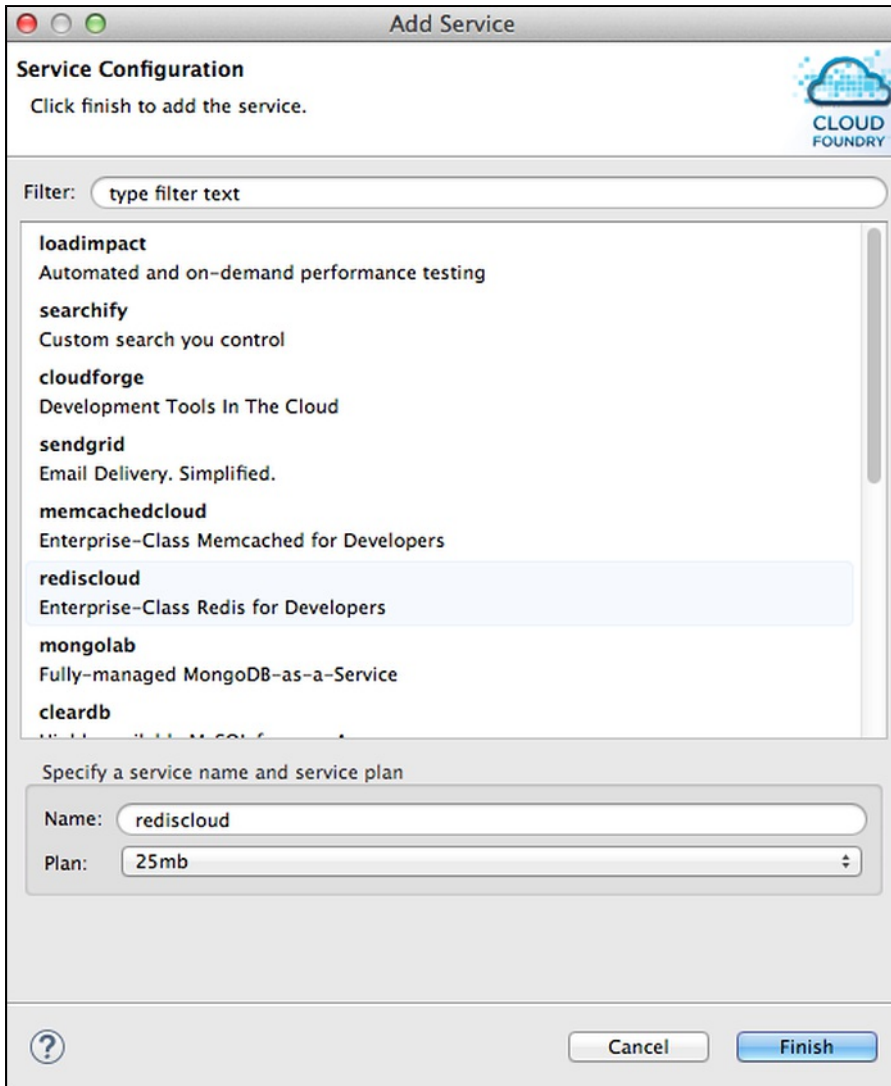 Add Service
Service Configuration
Click finish to add the service.
CLOUD
FOUNDRY
Filter: type filter text
loadimpact
Automated and on-demand performance testing
searchify
Custom search you control
cloudforge
Development Tools In The Cloud
sendgrid
Email Delivery. Simplified.
memcachedcloud
Enterprise-Class Memcached for Developers
rediscloud
Enterprise-Class Redis for Developers
mongolab
Fully-managed MongoDB-as-a-Service
cleardb
Specify a service name and service plan
Name: rediscloud
Plan: 25mb
?
Cancel Finish